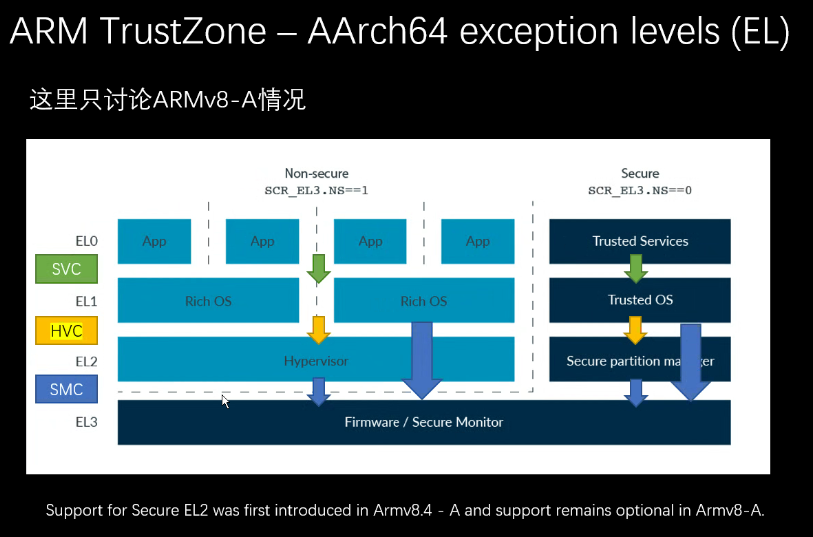 ARM TrustZone – AArch64 exception levels (EL)
这里只讨论ARMv8-A情况
Non-secure
SCR_EL3.NS==1
Secure
SCR_EL3.NS==0
EL0
App
App
App
App
Trusted Services
SVC
EL1
Rich OS
Rich OS
Trusted OS
HVC
EL2
Hypervisor
Secure partition manager
SMC
EL3
Firmware / Secure Monitor
Support for Secure EL2 was first introduced in Armv8.4 - A and support remains optional in Armv8-A.